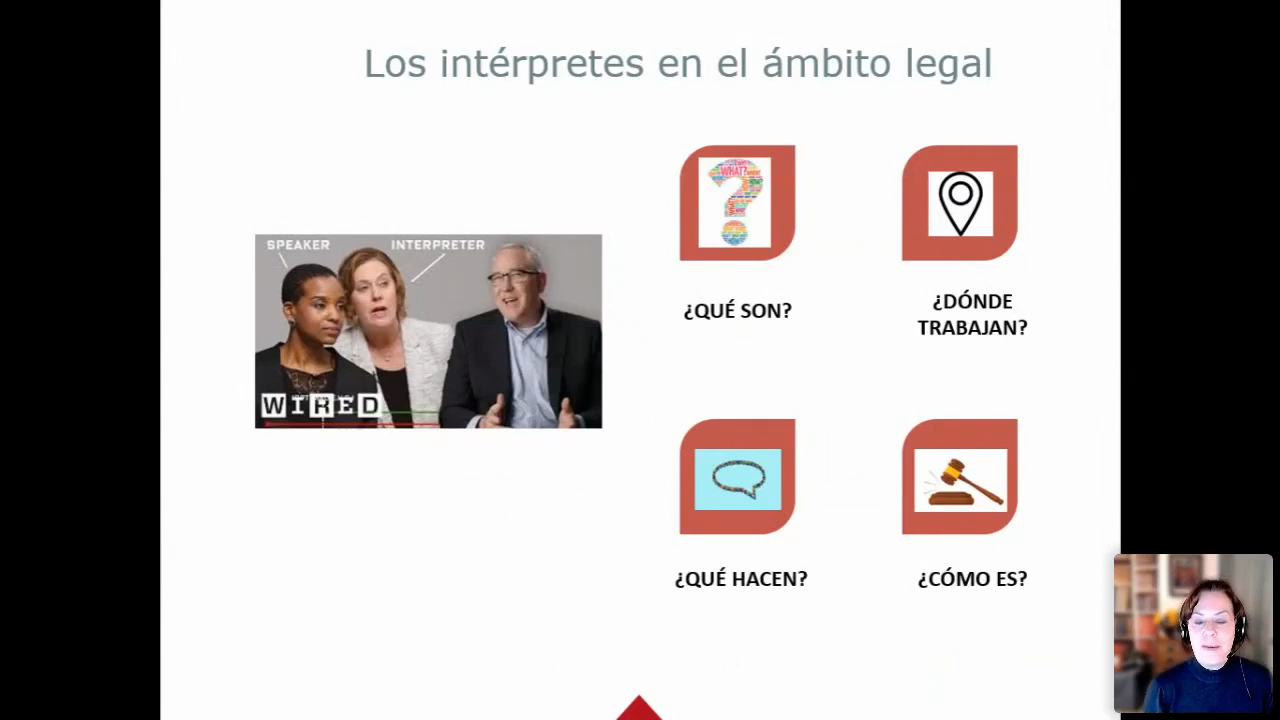 Los intérpretes en el ámbito legal
SPEAKER
INTERPRETER
WIRED
WHAT?
¿QUÉ SON?
¿DÓNDE
TRABAJAN?
¿QUÉ HACEN?
¿CÓMO ES?